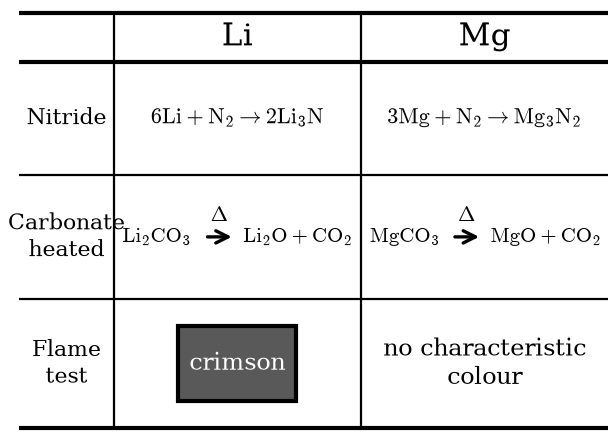 Li Mg
Nitride 6Li + N₂ → 2Li₃N 3Mg + N₂ → Mg₃N₂
Carbonate
heated Li₂CO₃ Δ → Li₂O + CO₂ MgCO₃ Δ → MgO + CO₂
Flame
test crimson no characteristic
colour